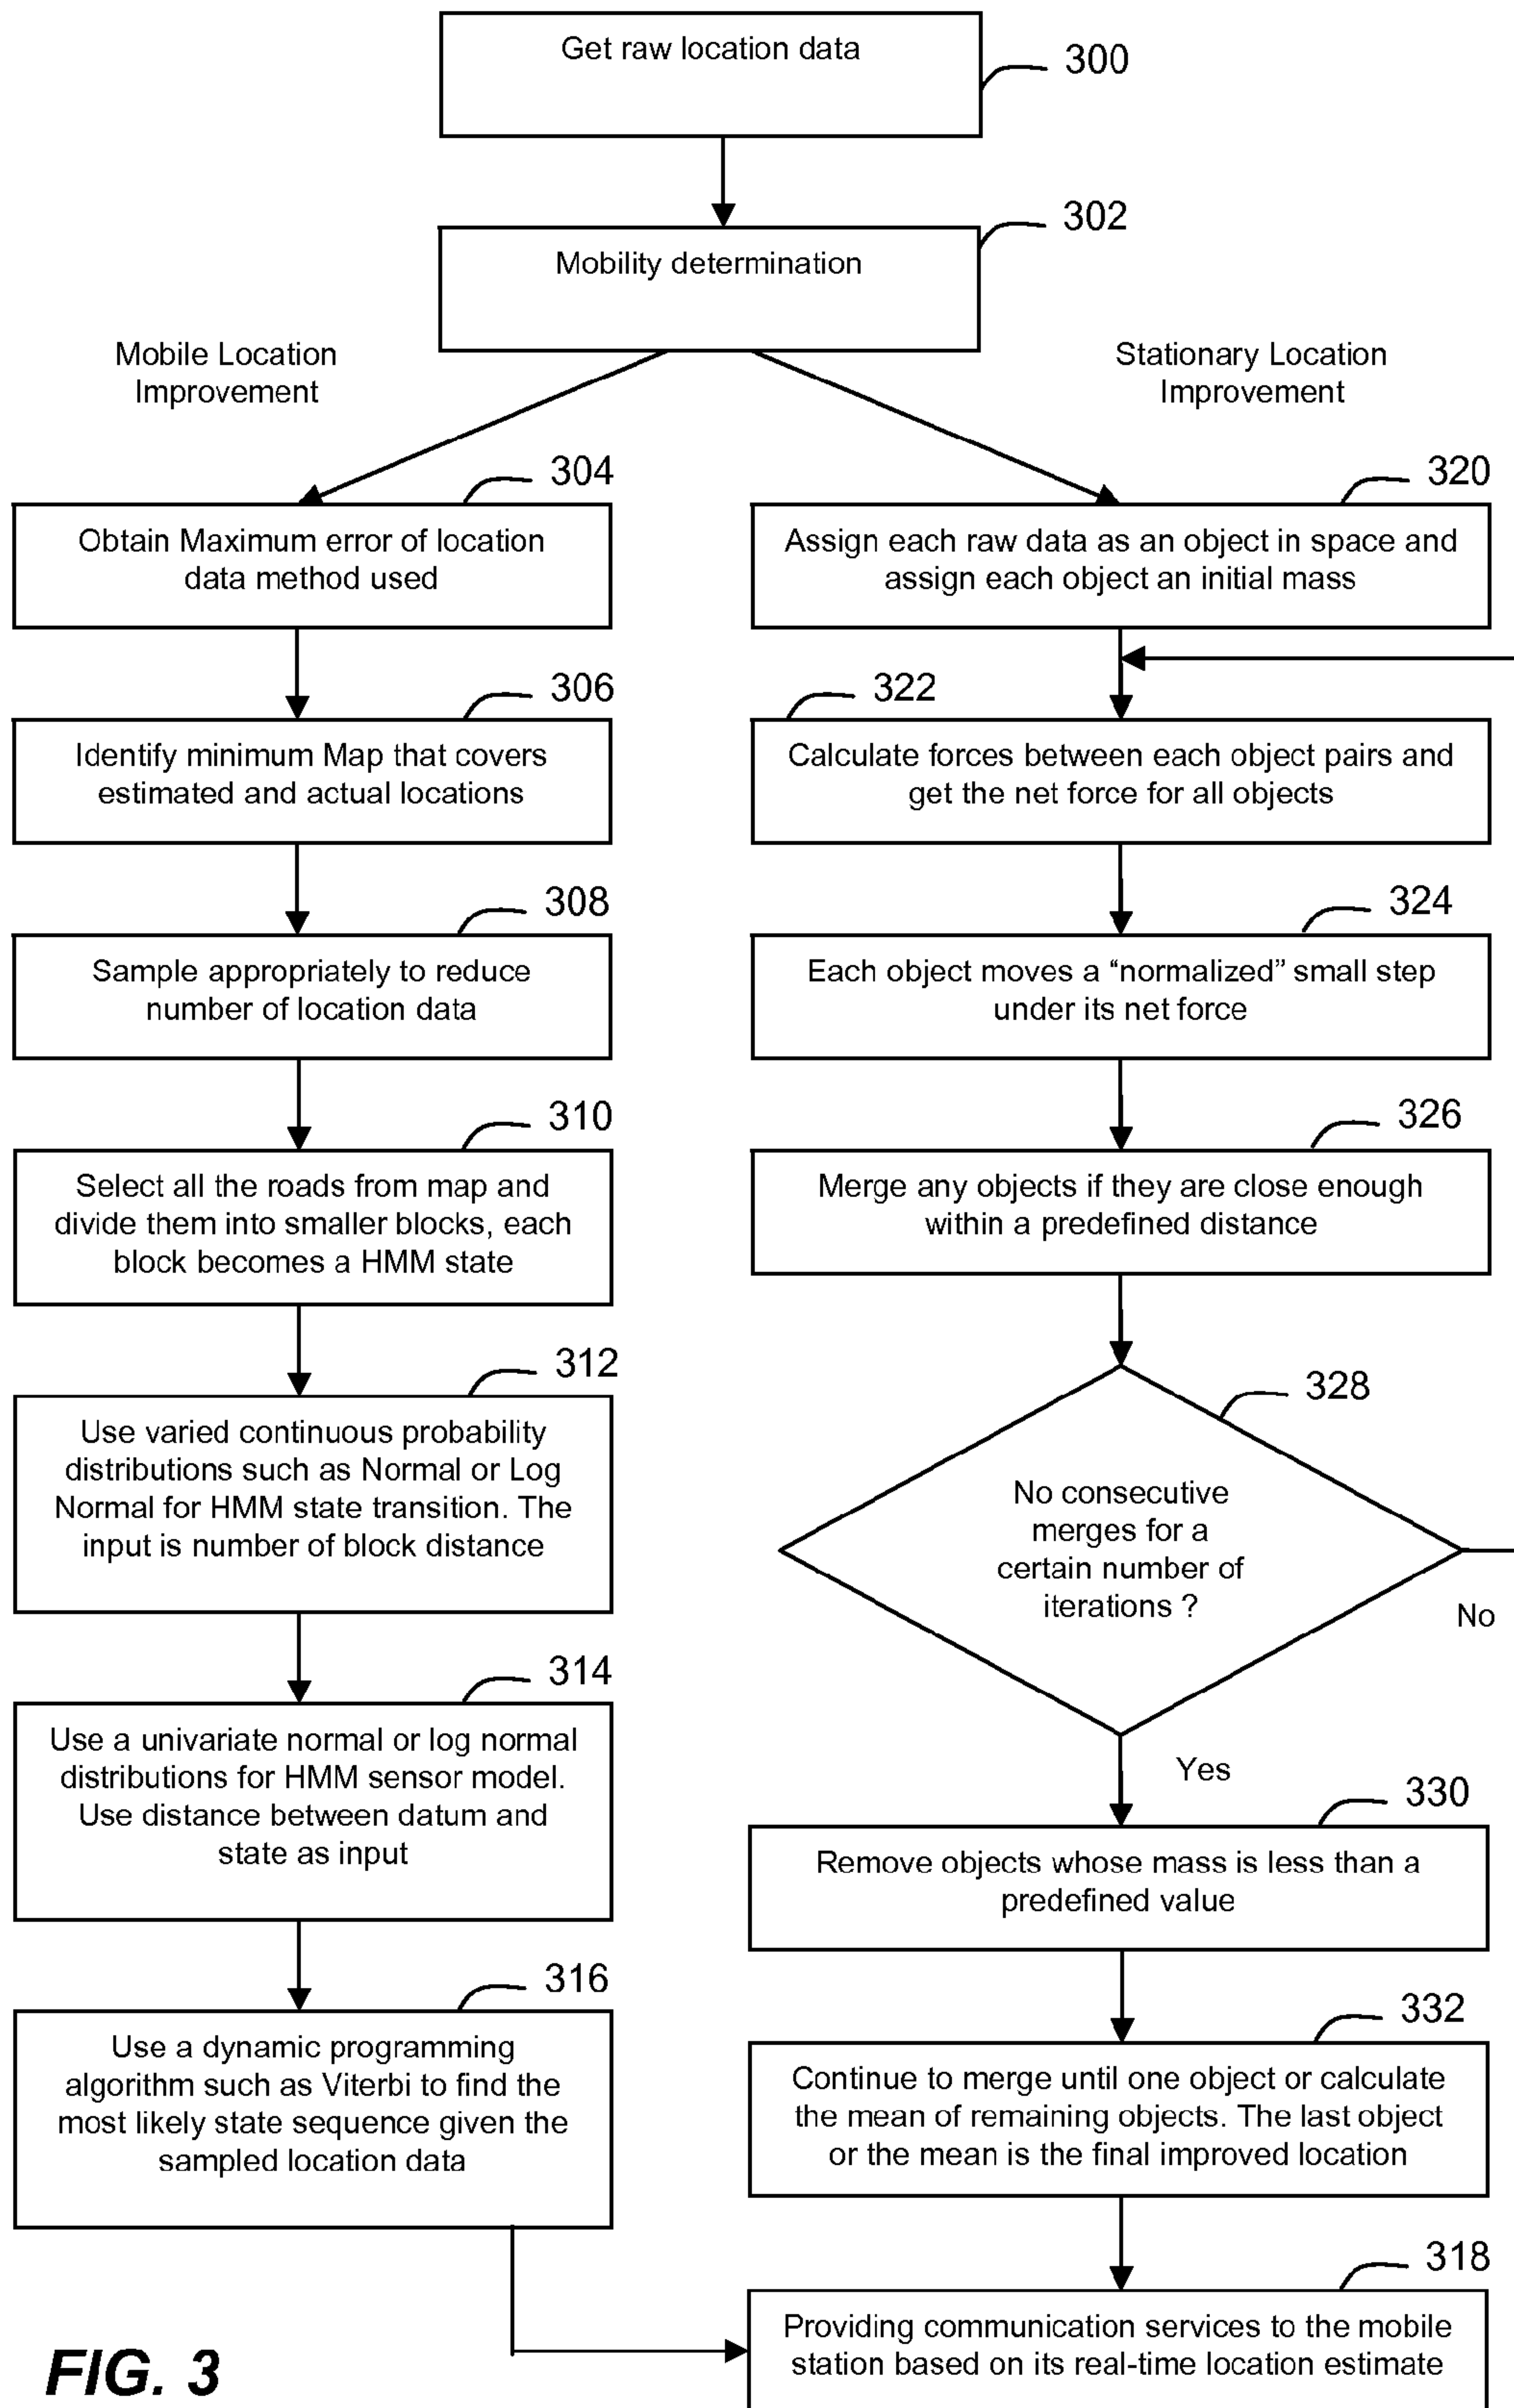 Get raw location data
300
302
Mobility determination
Mobile Location
Improvement
Stationary Location
Improvement
304
Obtain Maximum error of location
data method used
306
Identify minimum Map that covers
estimated and actual locations
308
Sample appropriately to reduce
number of location data
310
Select all the roads from map and
divide them into smaller blocks, each
block becomes a HMM state
312
Use varied continuous probability
distributions such as Normal or Log
Normal for HMM state transition. The
input is number of block distance
314
Use a univariate normal or log normal
distributions for HMM sensor model.
Use distance between datum and
state as input
316
Use a dynamic programming
algorithm such as Viterbi to find the
most likely state sequence given the
sampled location data
320
Assign each raw data as an object in space and
assign each object an initial mass
322
Calculate forces between each object pairs and
get the net force for all objects
324
Each object moves a “normalized” small step
under its net force
326
Merge any objects if they are close enough
within a predefined distance
328
No consecutive
merges for a
certain number of
iterations ?
No
Yes
330
Remove objects whose mass is less than a
predefined value
332
Continue to merge until one object or calculate
the mean of remaining objects. The last object
or the mean is the final improved location
318
Providing communication services to the mobile
station based on its real-time location estimate
FIG. 3